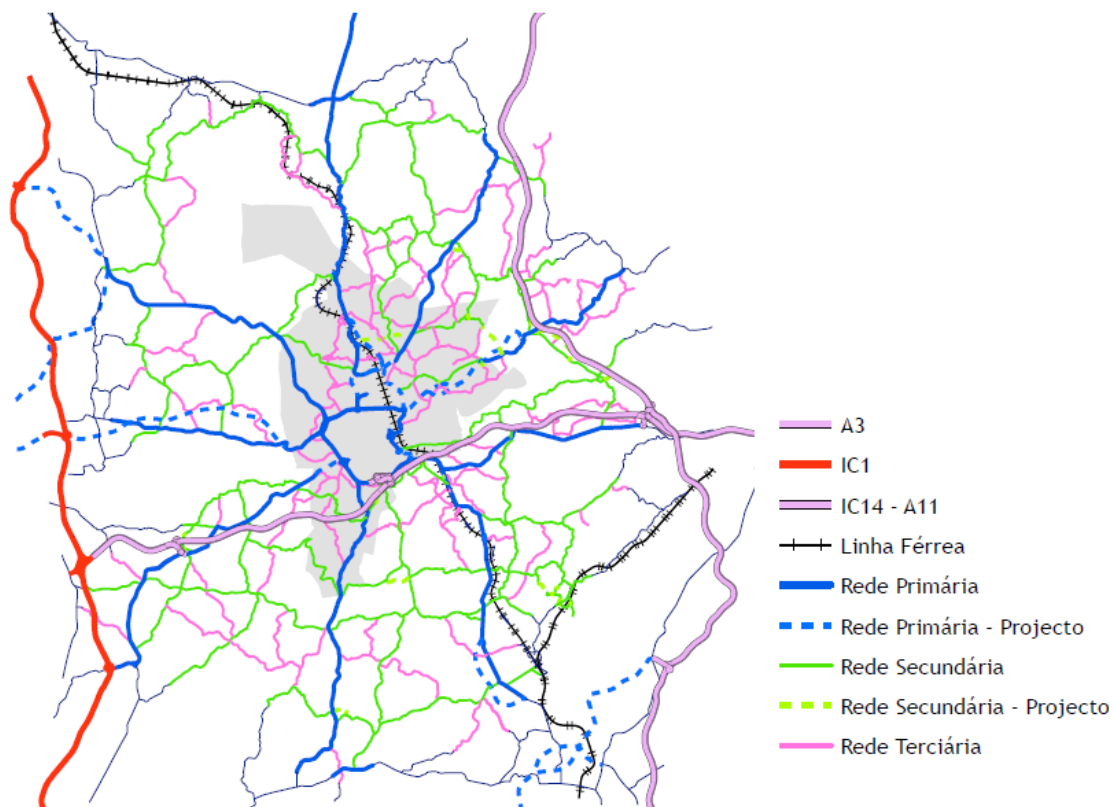 A3
IC1
IC14 - A11
Linha Férrea
Rede Primária
Rede Primária - Projecto
Rede Secundária
Rede Secundária - Projecto
Rede Terciária